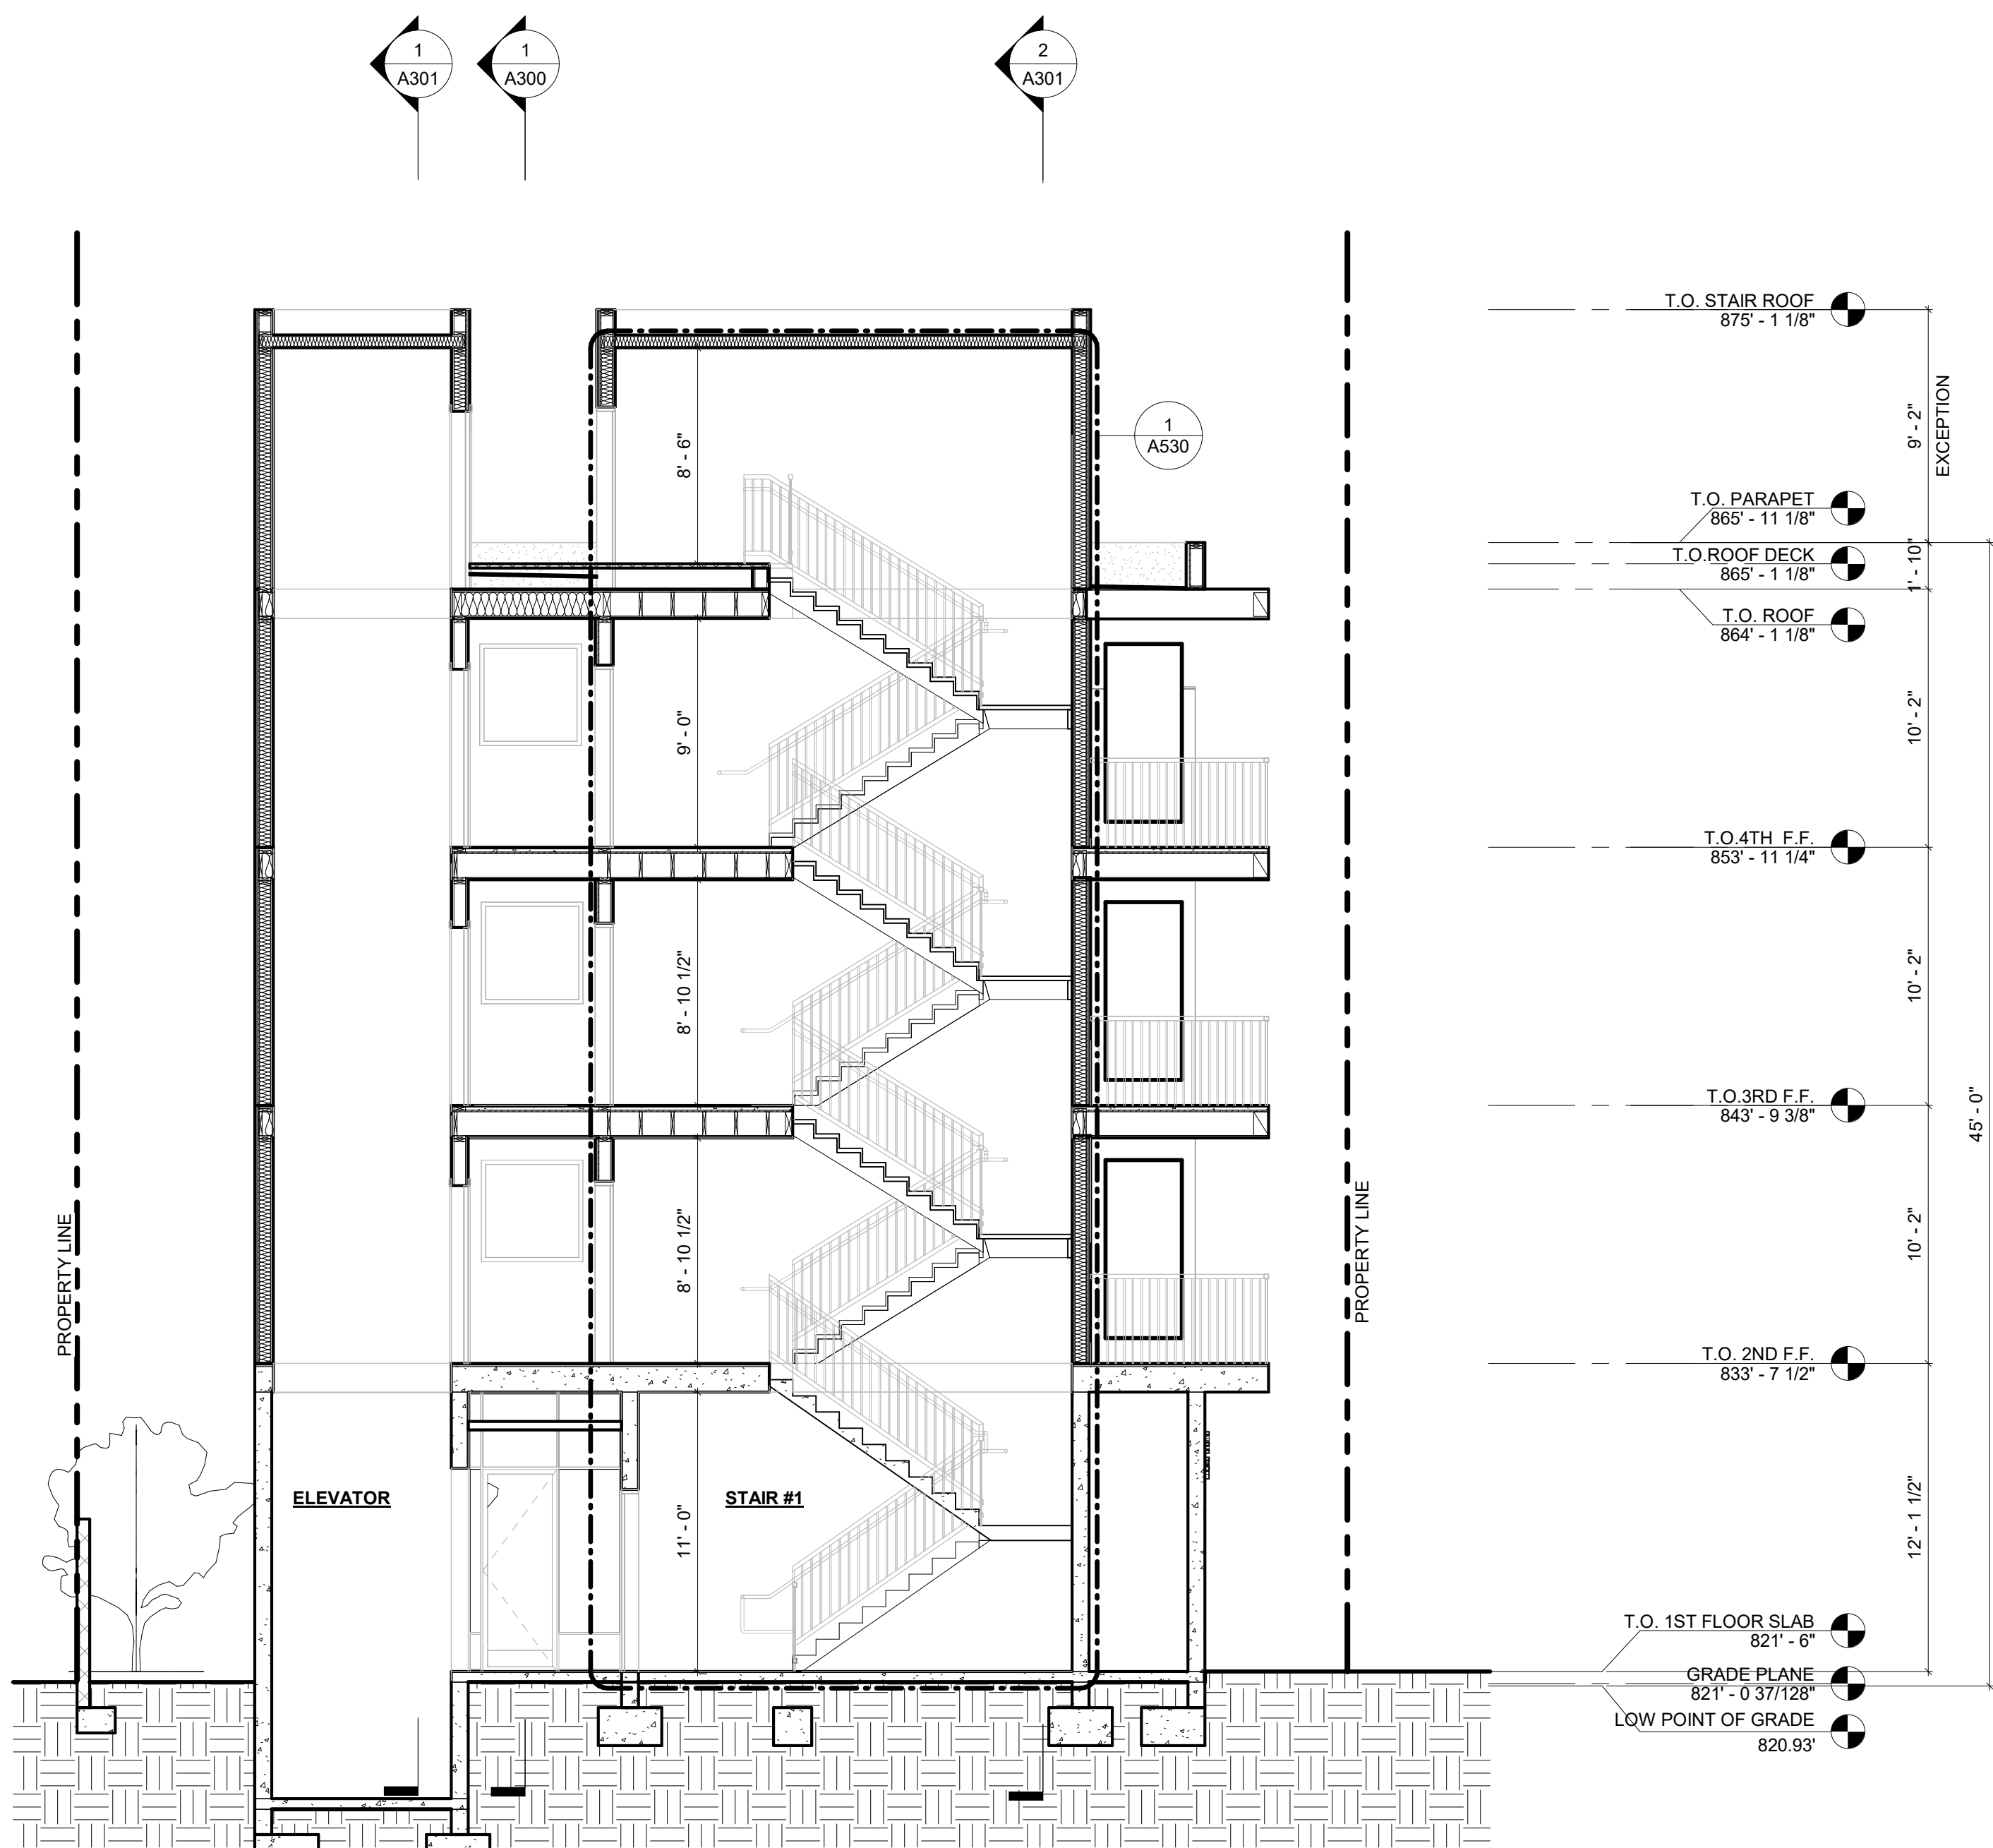 1
A301
1
A300
2
A301
T.O. STAIR ROOF
875' - 1 1/8"
9' - 2"
EXCEPTION
1
A530
8' - 6"
T.O. PARAPET
865' - 11 1/8"
T.O.ROOF DECK
865' - 1 1/8"
1' - 10"
T.O. ROOF
864' - 1 1/8"
9' - 0"
10' - 2"
T.O.4TH F.F.
853' - 11 1/4"
8' - 10 1/2"
10' - 2"
T.O.3RD F.F.
843' - 9 3/8"
45' - 0"
PROPERTY LINE
8' - 10 1/2"
PROPERTY LINE
10' - 2"
T.O. 2ND F.F.
833' - 7 1/2"
ELEVATOR
STAIR #1
11' - 0"
12' - 1 1/2"
T.O. 1ST FLOOR SLAB
821' - 6"
GRADE PLANE
821' - 0 37/128"
LOW POINT OF GRADE
820.93'